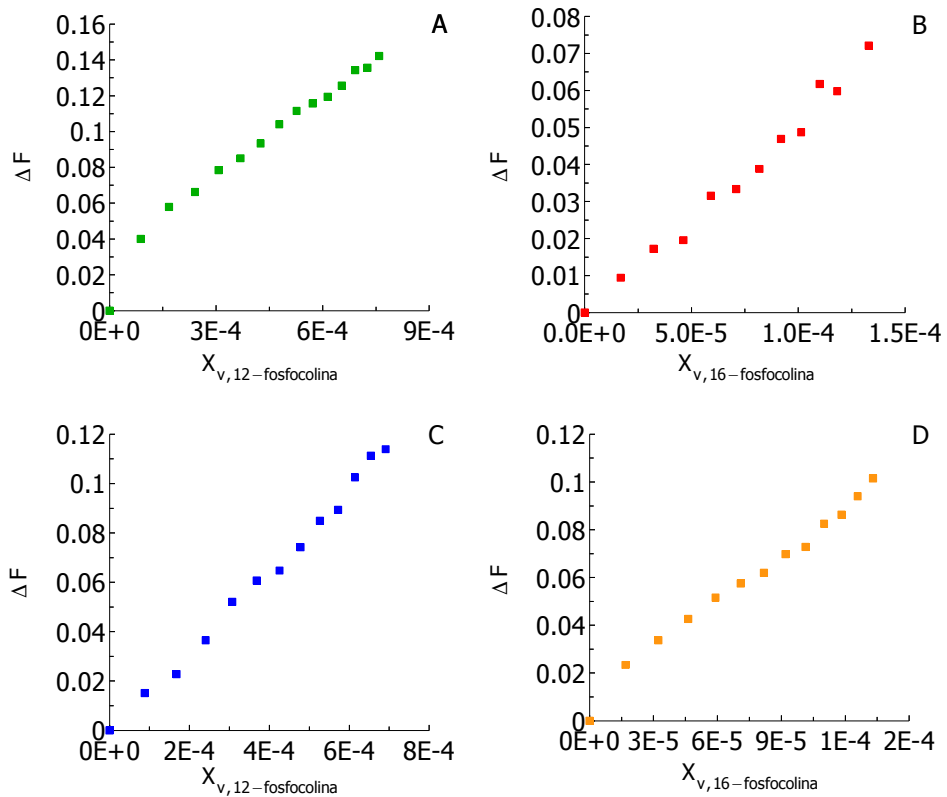 A
ΔF
0.16
0.14
0.12
0.1
0.08
0.06
0.04
0.02
0
0E+0 3E-4 6E-4 9E-4
Xv,12−fosfocolina
B
ΔF
0.08
0.07
0.06
0.05
0.04
0.03
0.02
0.01
0
0.0E+0 5.0E-5 1.0E-4 1.5E-4
Xv,16−fosfocolina
C
ΔF
0.12
0.1
0.08
0.06
0.04
0.02
0
0E+0 2E-4 4E-4 6E-4 8E-4
Xv,12−fosfocolina
D
ΔF
0.12
0.1
0.08
0.06
0.04
0.02
0
0E+0 3E-5 6E-5 9E-5 1E-4 2E-4
Xv,16−fosfocolina